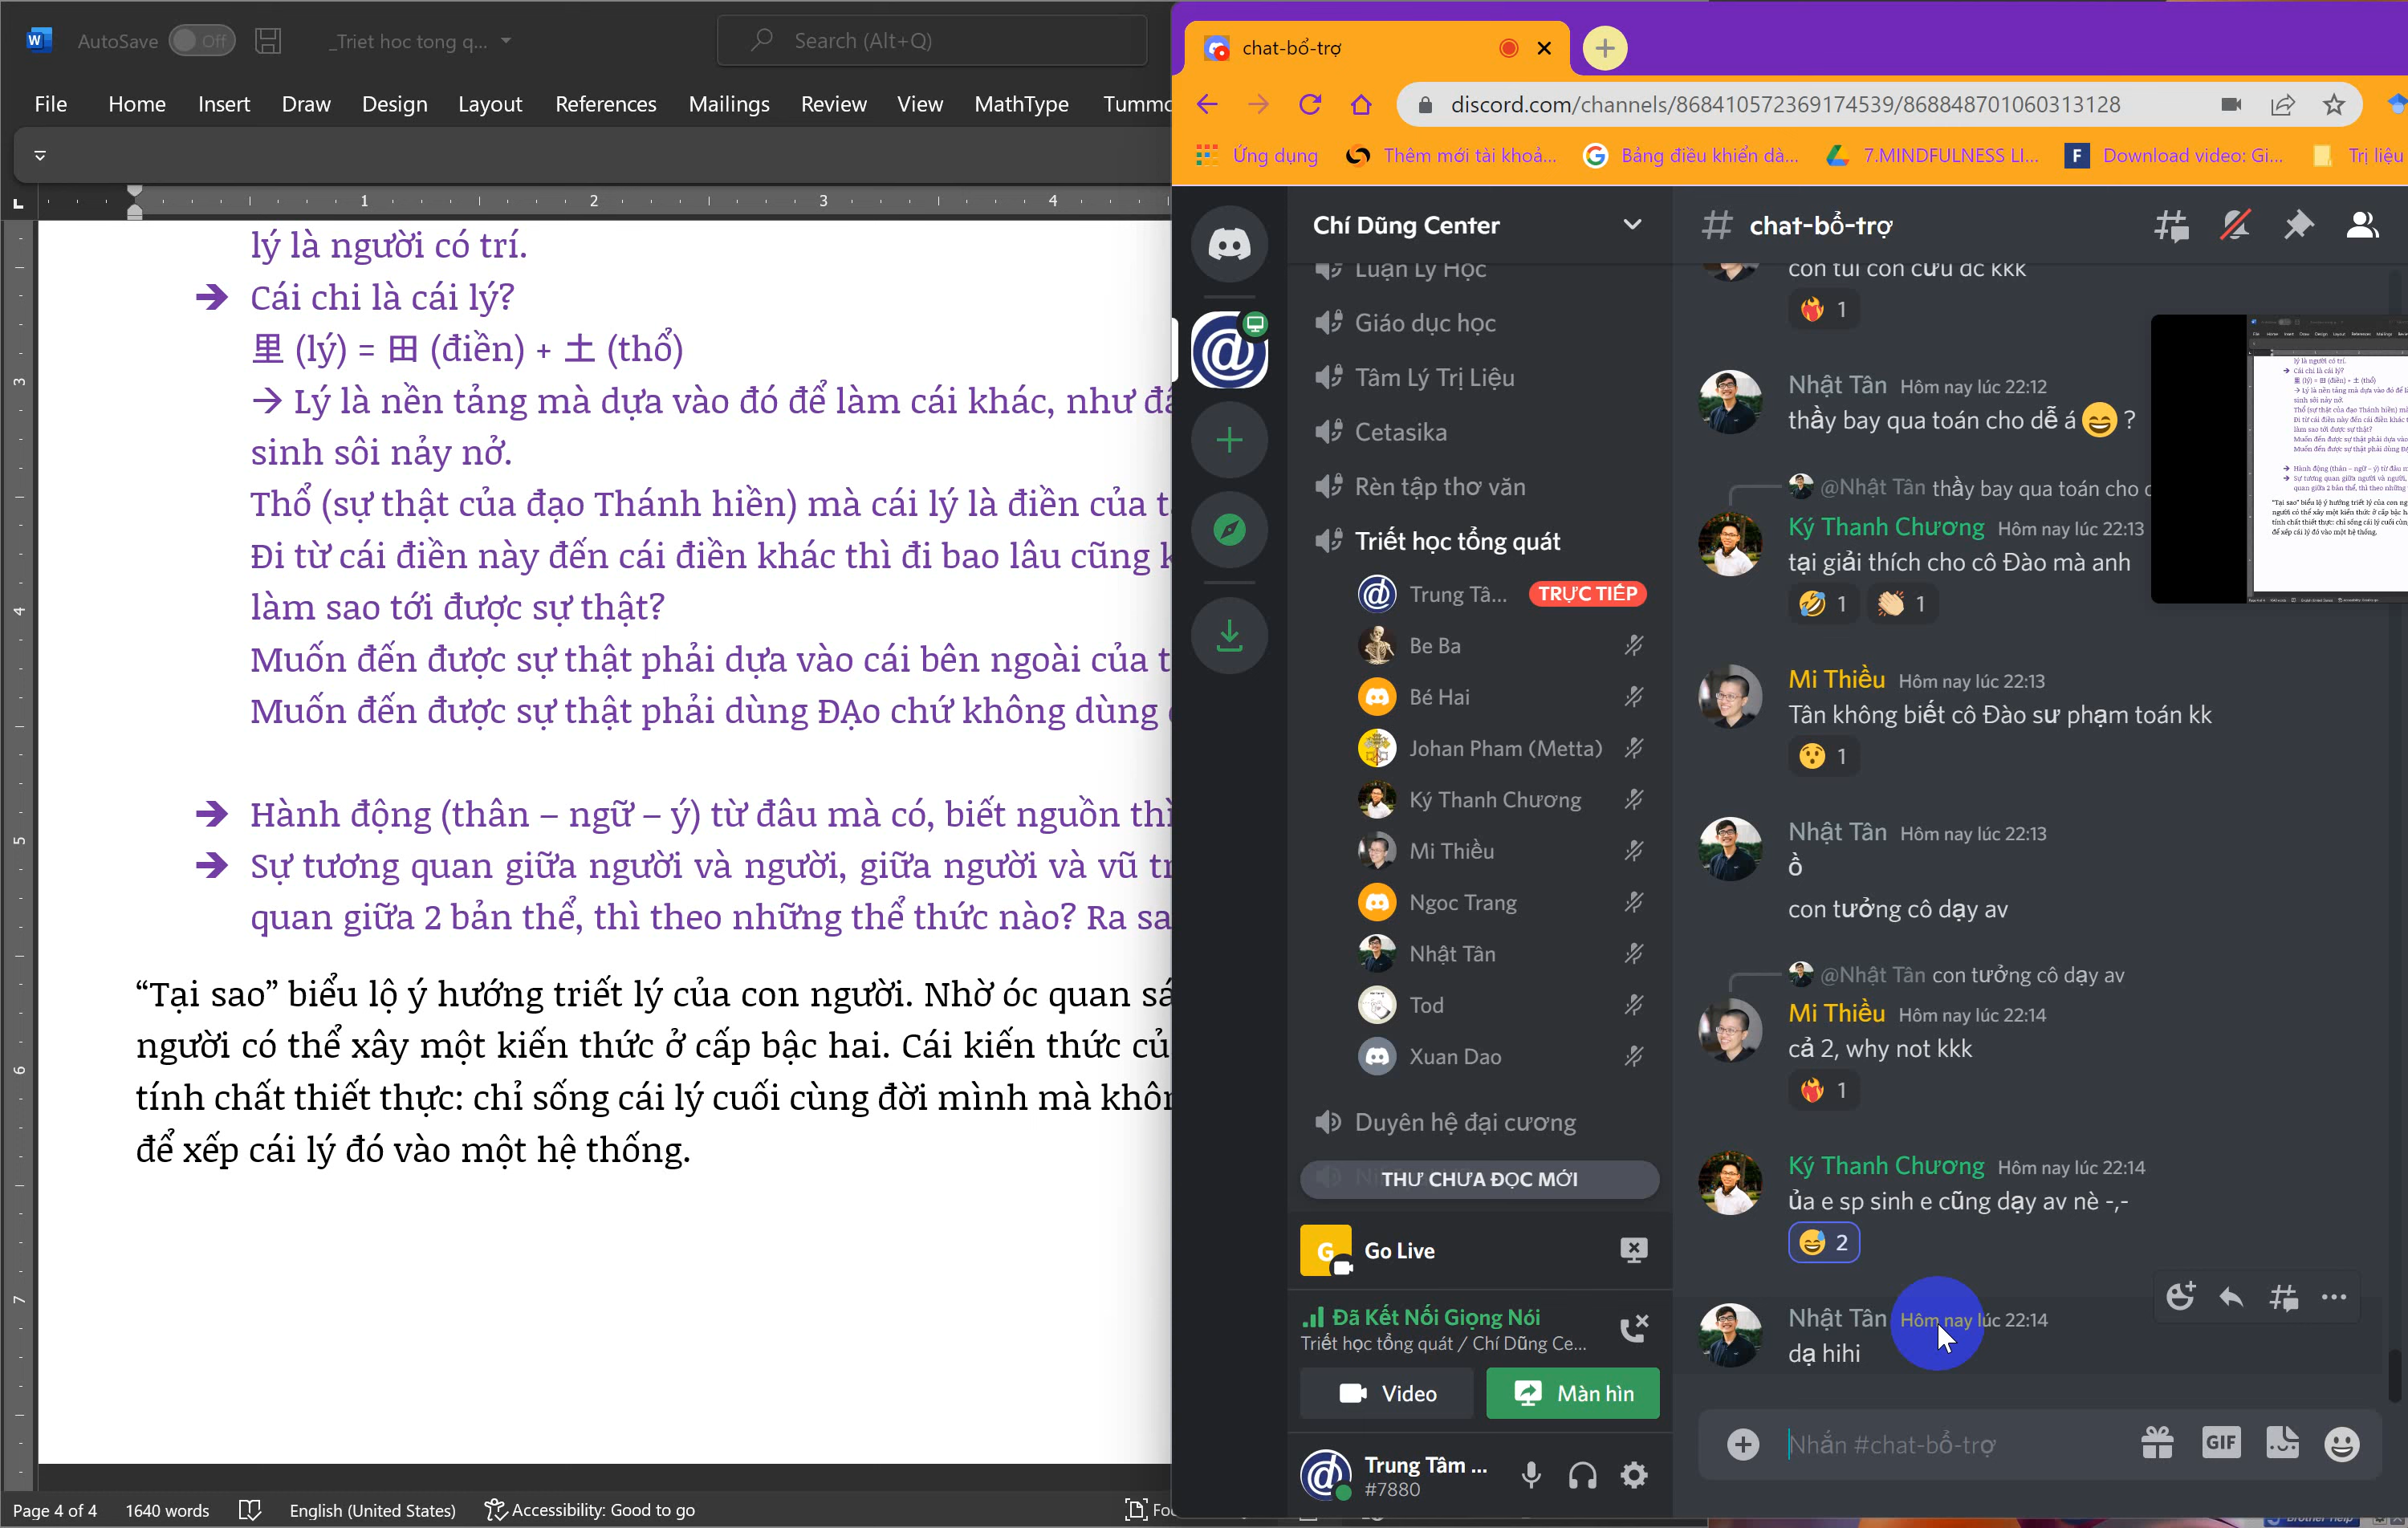 AutoSave Off _Triet hoc tong q... Search (Alt+Q)
File Home Insert Draw Design Layout References Mailings Review View MathType
1 2 3 4
lý là người có trí.
➔ Cái chi là cái lý?
里 (lý) = 田 (điền) + 土 (thổ)
→ Lý là nền tảng mà dựa vào đó để làm cái khác, như
sinh sôi nảy nở.
Thổ (sự thật của đạo Thánh hiền) mà cái lý là điền của
Đi từ cái điền này đến cái điền khác thì đi bao lâu cũng
làm sao tới được sự thật?
Muốn đến được sự thật phải dựa vào cái bên ngoài của
Muốn đến được sự thật phải dùng ĐẠo chứ không dùng
➔ Hành động (thân – ngữ – ý) từ đâu mà có, biết nguồn
➔ Sự tương quan giữa người và người, giữa người và vũ
quan giữa 2 bản thể, thì theo những thể thức nào? Ra
“Tại sao” biểu lộ ý hướng triết lý của con người. Nhờ óc quan
người có thể xây một kiến thức ở cấp bậc hai. Cái kiến thức
tính chất thiết thực: chỉ sống cái lý cuối cùng đời mình mà
để xếp cái lý đó vào một hệ thống.
3
4
5
6
7
Page 4 of 4 1640 words English (United States) Accessibility: Good to go
chat-bổ-trợ
discord.com/channels/868410572369174539/868848701060313128
Ứng dụng Thêm mới tài khoả... Bảng điều khiển dà... 7.MINDFULNESS LI... Download video: Gi... Trị liệu
Chí Dũng Center
Luận Lý Học
Giáo dục học
Tâm Lý Trị Liệu
Cetasika
Rèn tập thơ văn
Triết học tổng quát
Trung Tâ... TRỰC TIẾP
Be Ba
Bé Hai
Johan Pham (Metta)
Ký Thanh Chương
Mi Thiều
Ngoc Trang
Nhật Tân
Tod
Xuan Dao
Duyên hệ đại cương
THƯ CHƯA ĐỌC MỚI
G Go Live
Đã Kết Nối Giọng Nói
Triết học tổng quát / Chí Dũng Ce...
Video Màn hìn
Trung Tâm ...
#7880
# chat-bổ-trợ
con tui còn cứu đc kkk
1
Nhật Tân Hôm nay lúc 22:12
thầy bay qua toán cho dễ á 😄 ?
@Nhật Tân thầy bay qua toán cho
Ký Thanh Chương Hôm nay lúc 22:13
tại giải thích cho cô Đào mà anh
1 1
Mi Thiều Hôm nay lúc 22:13
Tân không biết cô Đào sư phạm toán kk
1
Nhật Tân Hôm nay lúc 22:13
ồ
con tưởng cô dạy av
@Nhật Tân con tưởng cô dạy av
Mi Thiều Hôm nay lúc 22:14
cả 2, why not kkk
1
Ký Thanh Chương Hôm nay lúc 22:14
ủa e sp sinh e cũng dạy av nè -,-
2
Nhật Tân Hôm nay lúc 22:14
dạ hihi
Nhắn #chat-bổ-trợ GIF